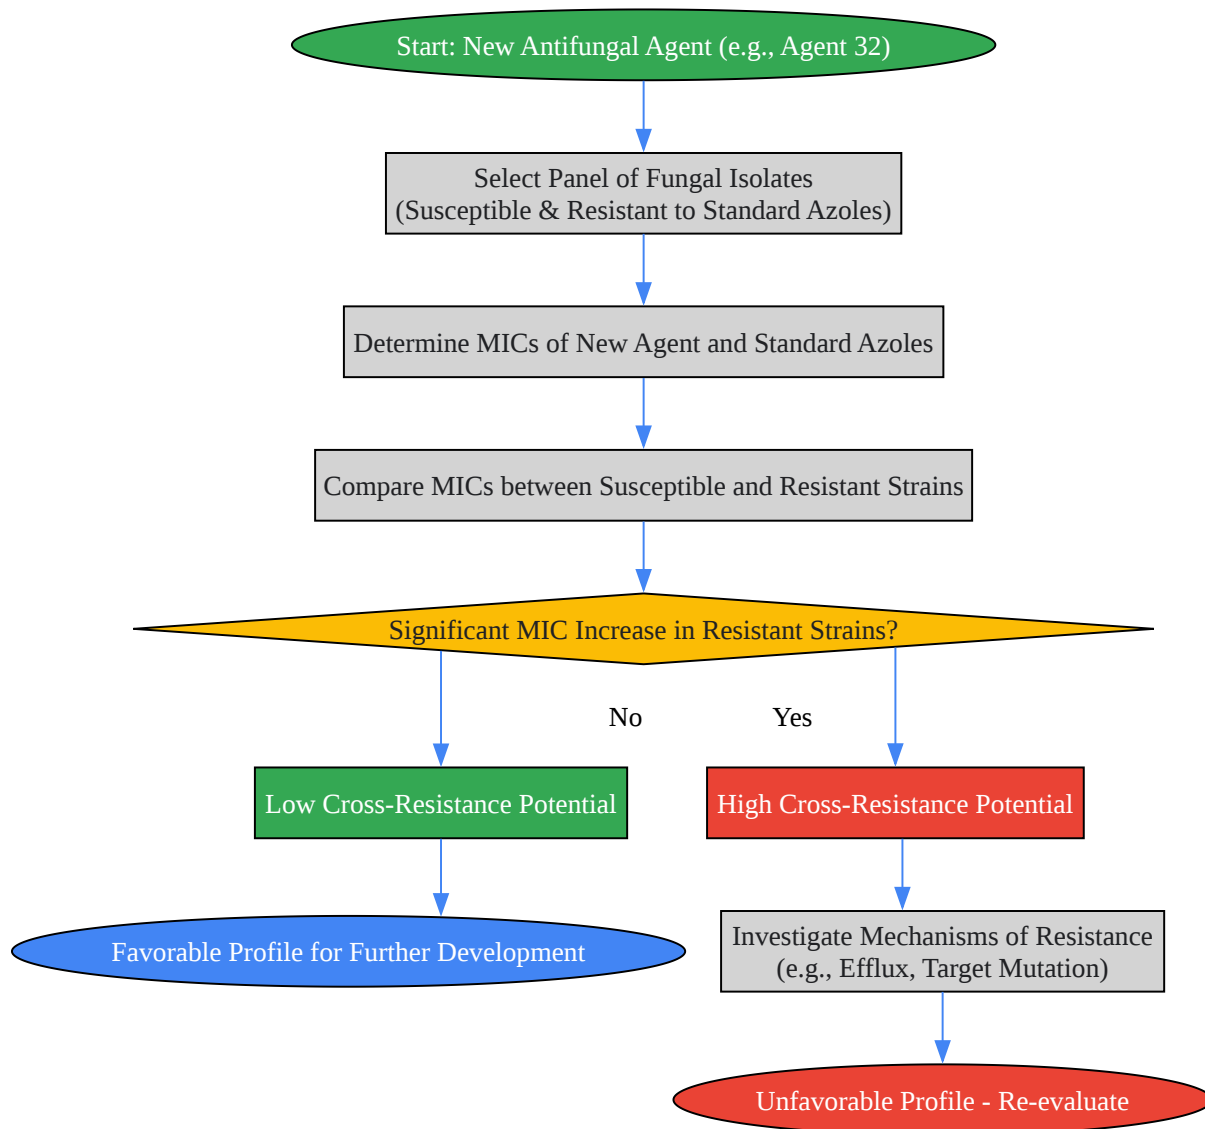 Start: New Antifungal Agent (e.g., Agent 32)
Select Panel of Fungal Isolates
(Susceptible & Resistant to Standard Azoles)
Determine MICs of New Agent and Standard Azoles
Compare MICs between Susceptible and Resistant Strains
Significant MIC Increase in Resistant Strains?
No
Yes
Low Cross-Resistance Potential
High Cross-Resistance Potential
Favorable Profile for Further Development
Investigate Mechanisms of Resistance
(e.g., Efflux, Target Mutation)
Unfavorable Profile - Re-evaluate